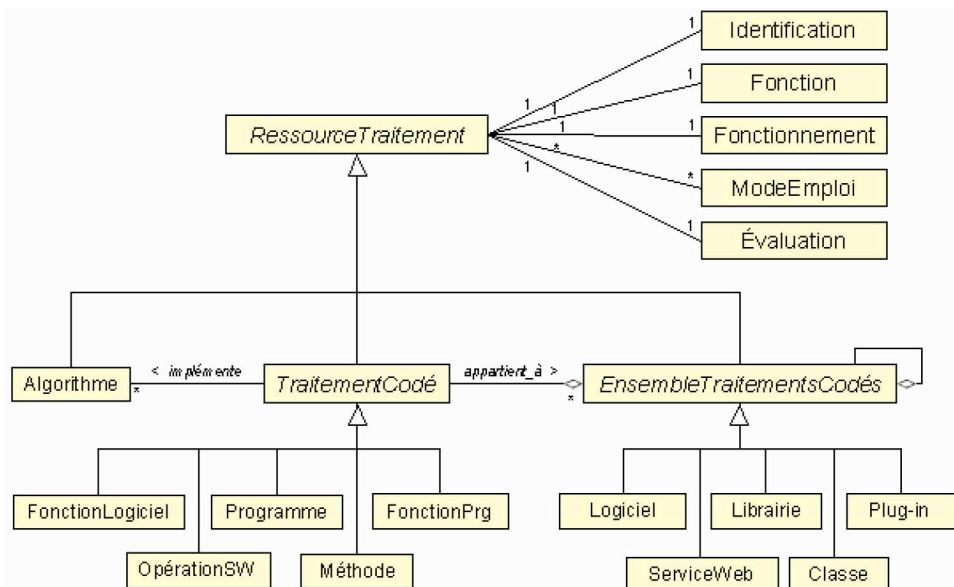 1 Identification
1 Fonction
RessourceTraitement 1 1 1 1 Fonctionnement
* * ModeEmploi
1 1 Évaluation
Algorithme * < implémente TraitementCodé appartient_à > * EnsembleTraitementsCodés
FonctionLogiciel Programme FonctionPrg Logiciel Librairie Plug-in
OpérationSW Méthode ServiceWeb Classe